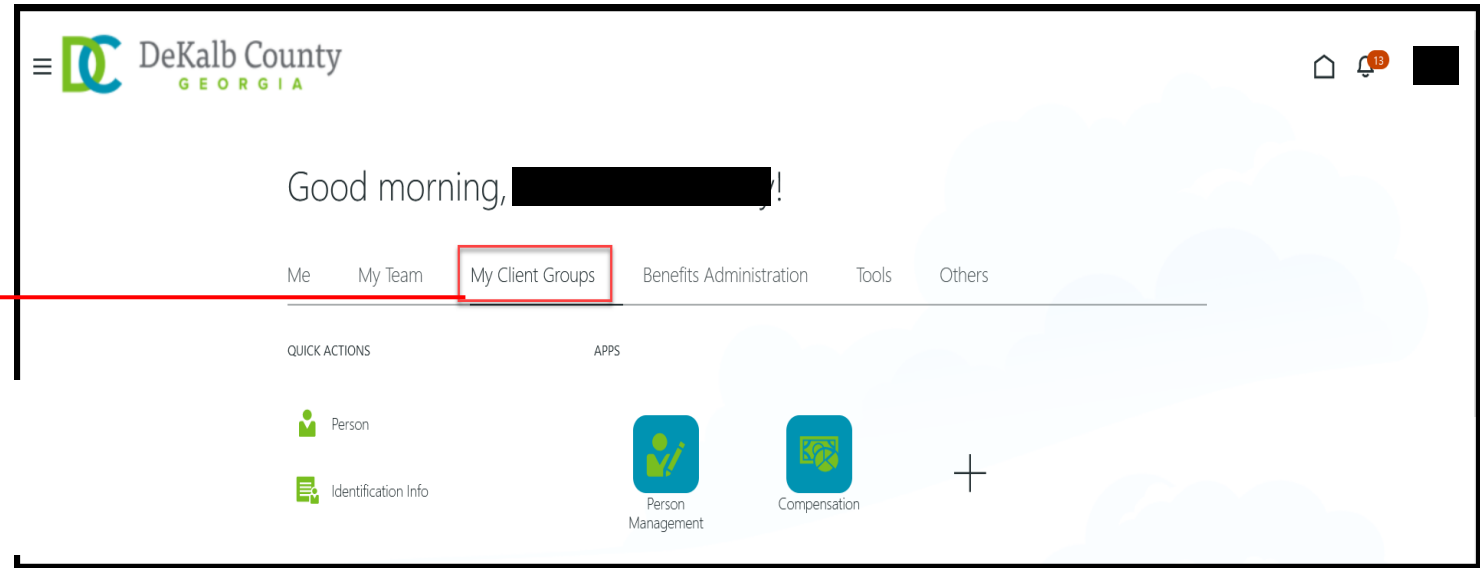 DeKalb County
GEORGIA
13
Good morning, !
Me My Team My Client Groups Benefits Administration Tools Others
QUICK ACTIONS APPS
Person
Identification Info
Person Management
Compensation